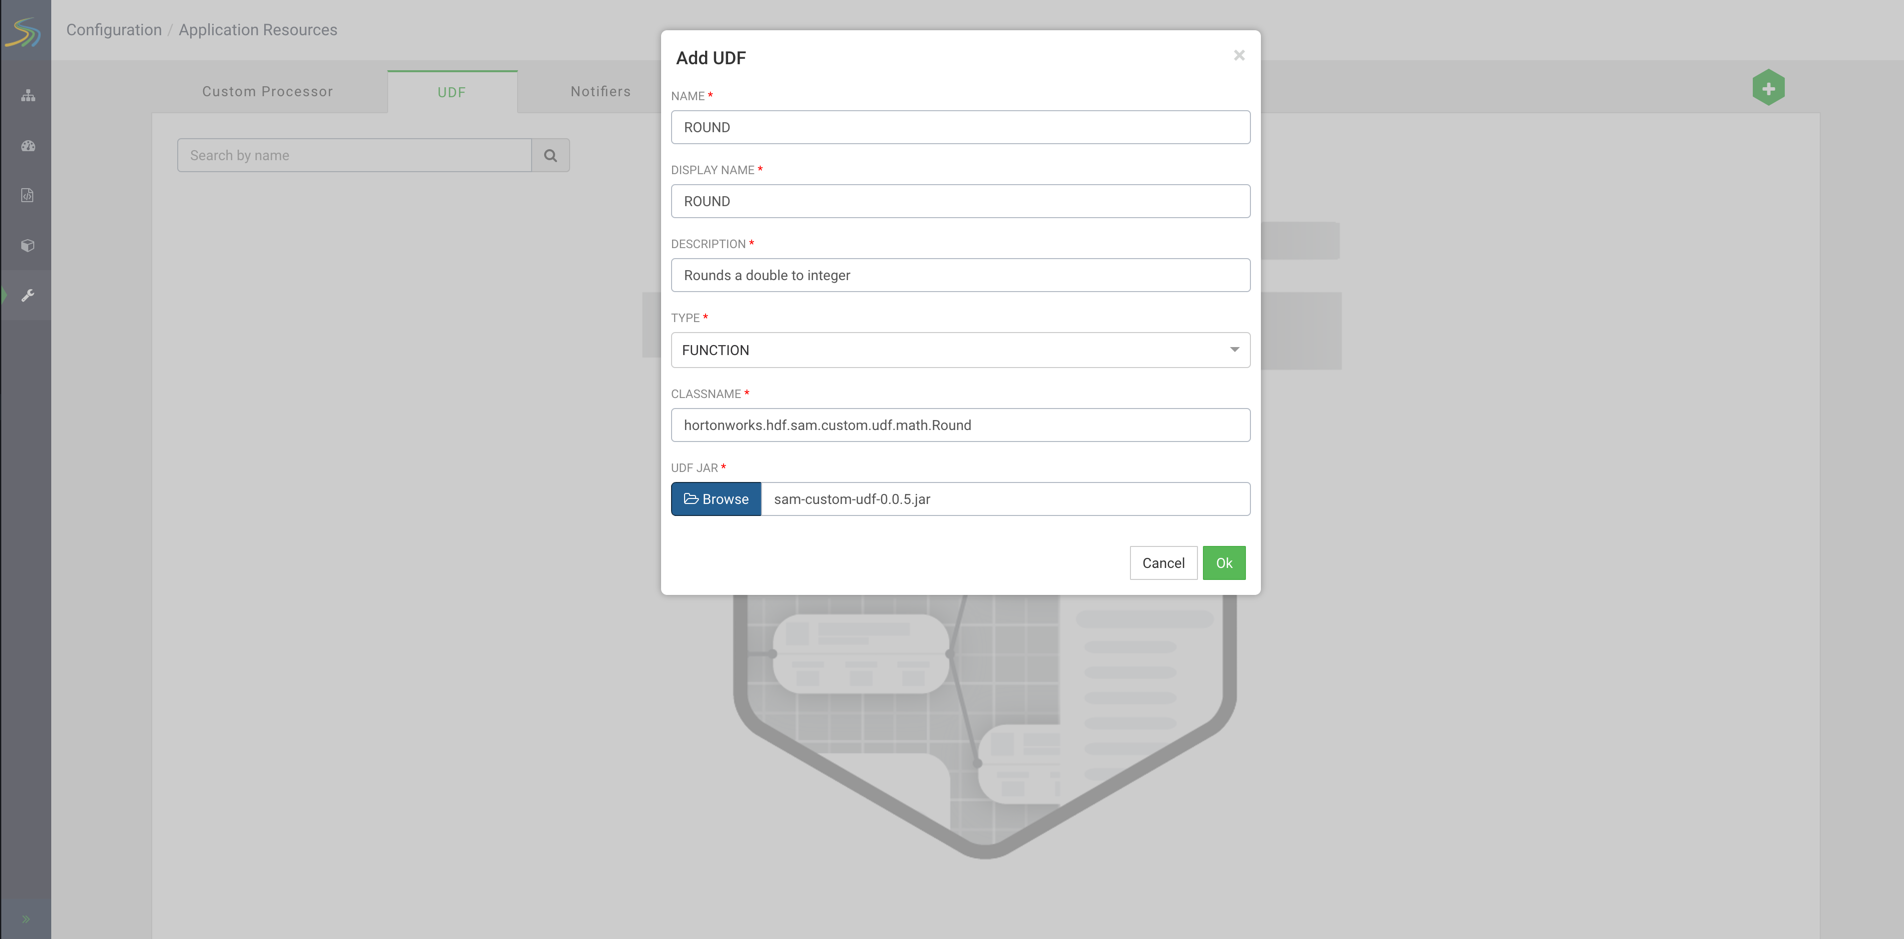 Configuration / Application Resources
Custom Processor
UDF
Notifiers
Search by name
Add UDF
×
NAME *
ROUND
DISPLAY NAME *
ROUND
DESCRIPTION *
Rounds a double to integer
TYPE *
FUNCTION
CLASSNAME *
hortonworks.hdf.sam.custom.udf.math.Round
UDF JAR *
Browse sam-custom-udf-0.0.5.jar
Cancel Ok